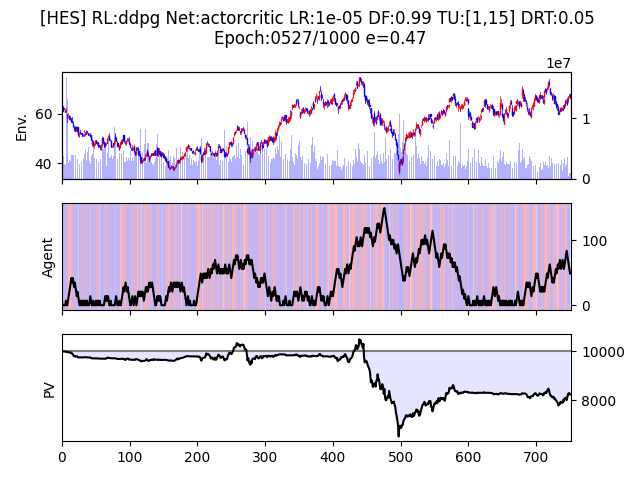 [HES] RL:ddpg Net:actorcritic LR:1e-05 DF:0.99 TU:[1,15] DRT:0.05
Epoch:0527/1000 e=0.47
1e7
Env.
60
40
1
0
Agent
100
0
PV
10000
8000
0
100
200
300
400
500
600
700